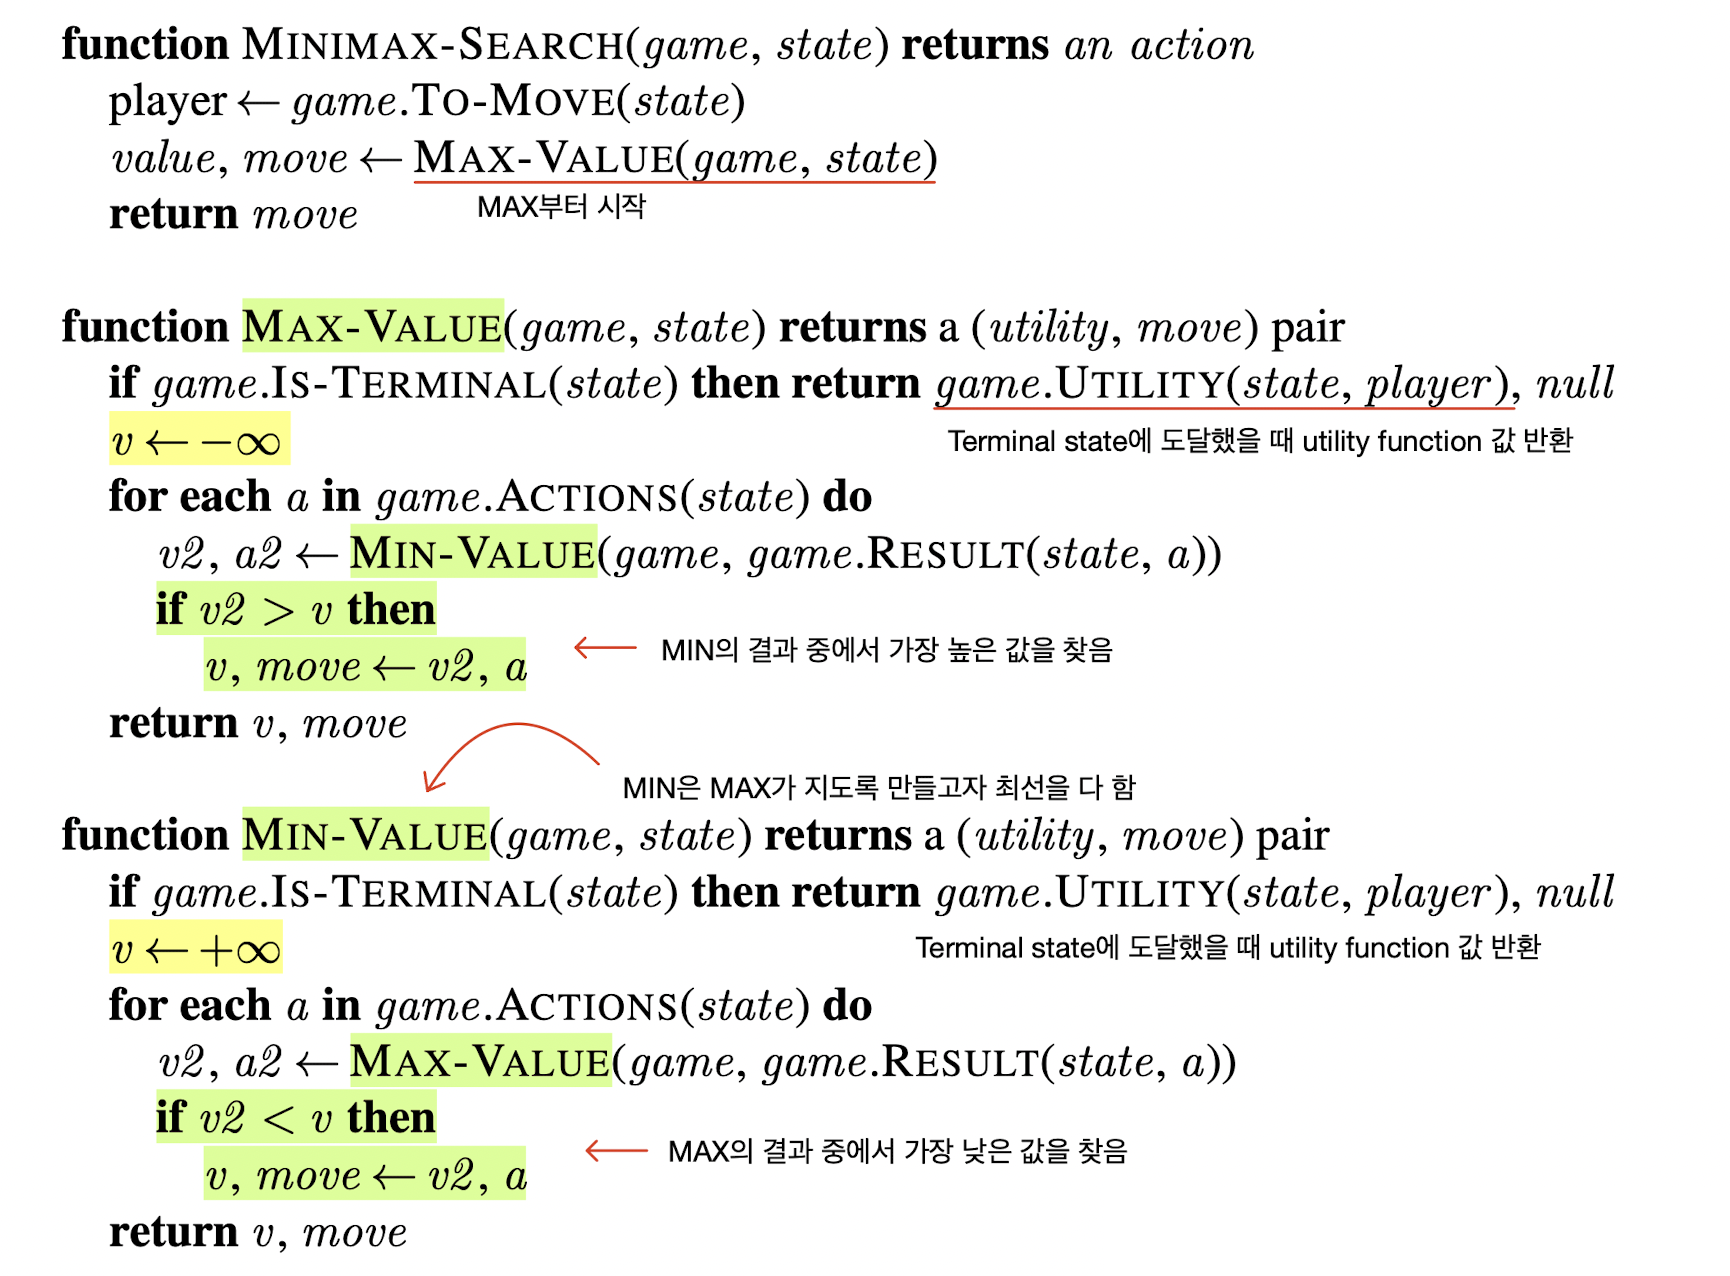 function MINIMAX-SEARCH(game, state) returns an action
player ← game.TO-MOVE(state)
value, move ← MAX-VALUE(game, state)
MAX부터 시작
return move
function MAX-VALUE(game, state) returns a (utility, move) pair
if game.IS-TERMINAL(state) then return game.UTILITY(state, player), null
v ← −∞
Terminal state에 도달했을 때 utility function 값 반환
for each a in game.ACTIONS(state) do
v2, a2 ← MIN-VALUE(game, game.RESULT(state, a))
if v2 > v then
MIN의 결과 중에서 가장 높은 값을 찾음
v, move ← v2, a
return v, move
MIN은 MAX가 지도록 만들고자 최선을 다 함
function MIN-VALUE(game, state) returns a (utility, move) pair
if game.IS-TERMINAL(state) then return game.UTILITY(state, player), null
v ← +∞
Terminal state에 도달했을 때 utility function 값 반환
for each a in game.ACTIONS(state) do
v2, a2 ← MAX-VALUE(game, game.RESULT(state, a))
if v2 < v then
MAX의 결과 중에서 가장 낮은 값을 찾음
v, move ← v2, a
return v, move